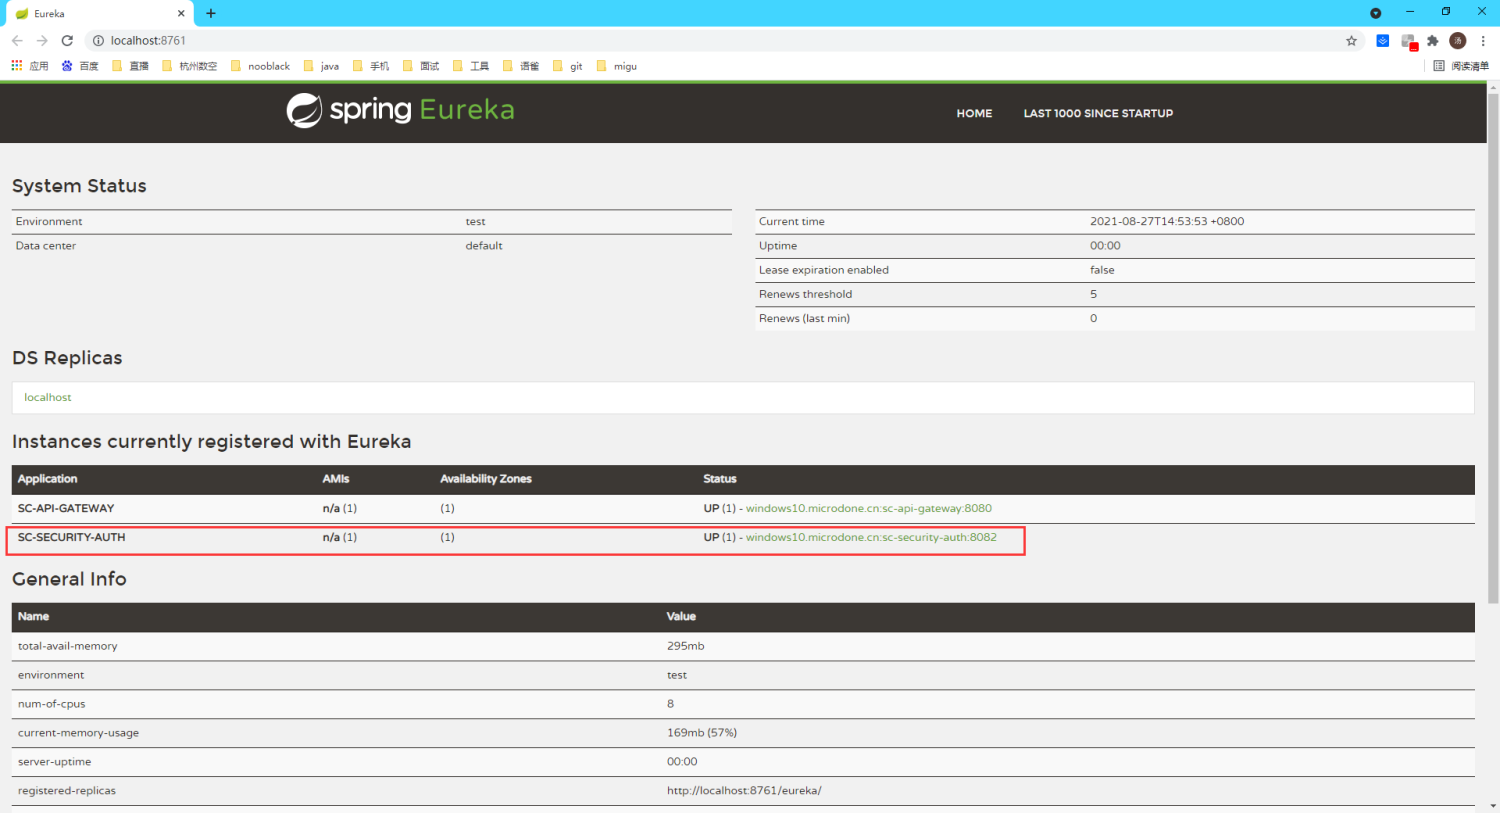 Eureka
localhost:8761
应用 百度 直播 杭州数空 nooblack java 手机 面试 工具 语雀 git migu 阅读清单
spring Eureka
HOME LAST 1000 SINCE STARTUP
System Status
Environment test
Data center default
Current time 2021-08-27T14:53:53 +0800
Uptime 00:00
Lease expiration enabled false
Renews threshold 5
Renews (last min) 0
DS Replicas
localhost
Instances currently registered with Eureka
Application AMIs Availability Zones Status
SC-API-GATEWAY n/a (1) (1) UP (1) - windows10.microdone.cn:sc-api-gateway:8080
SC-SECURITY-AUTH n/a (1) (1) UP (1) - windows10.microdone.cn:sc-security-auth:8082
General Info
Name Value
total-avail-memory 295mb
environment test
num-of-cpus 8
current-memory-usage 169mb (57%)
server-uptime 00:00
registered-replicas http://localhost:8761/eureka/